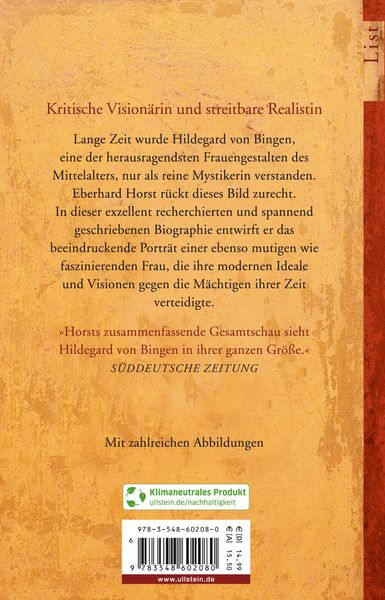 List
Kritische Visionärin und streitbare Realistin
Lange Zeit wurde Hildegard von Bingen,
eine der herausragendsten Frauengestalten des
Mittelalters, nur als reine Mystikerin verstanden.
Eberhard Horst rückt dieses Bild zurecht.
In dieser exzellent recherchierten und spannend
geschriebenen Biographie entwirft er das
beeindruckende Porträt einer ebenso mutigen wie
faszinierenden Frau, die ihre modernen Ideale
und Visionen gegen die Mächtigen ihrer Zeit
verteidigte.
»Horsts zusammenfassende Gesamtschau sieht
Hildegard von Bingen in ihrer ganzen Größe.«
SÜDDEUTSCHE ZEITUNG
Mit zahlreichen Abbildungen
Klimaneutrales Produkt
ullstein.de/nachhaltigkeit
978-3-548-60208-0
6
9 783548 602080
€ [A] 15,50
€ [D] 14,99
www.ullstein.de